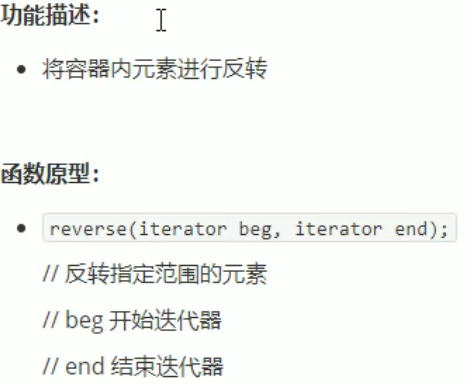 功能描述：
• 将容器内元素进行反转
函数原型：
• reverse(iterator beg, iterator end);
// 反转指定范围的元素
// beg 开始迭代器
// end 结束迭代器